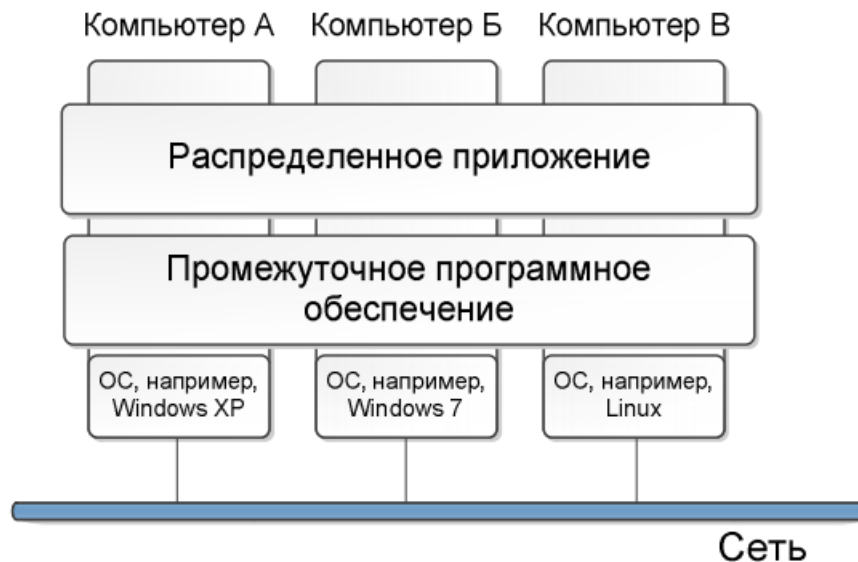 Компьютер А Компьютер Б Компьютер В
Распределенное приложение
Промежуточное программное
обеспечение
ОС, например,
Windows XP
ОС, например,
Windows 7
ОС, например,
Linux
Сеть